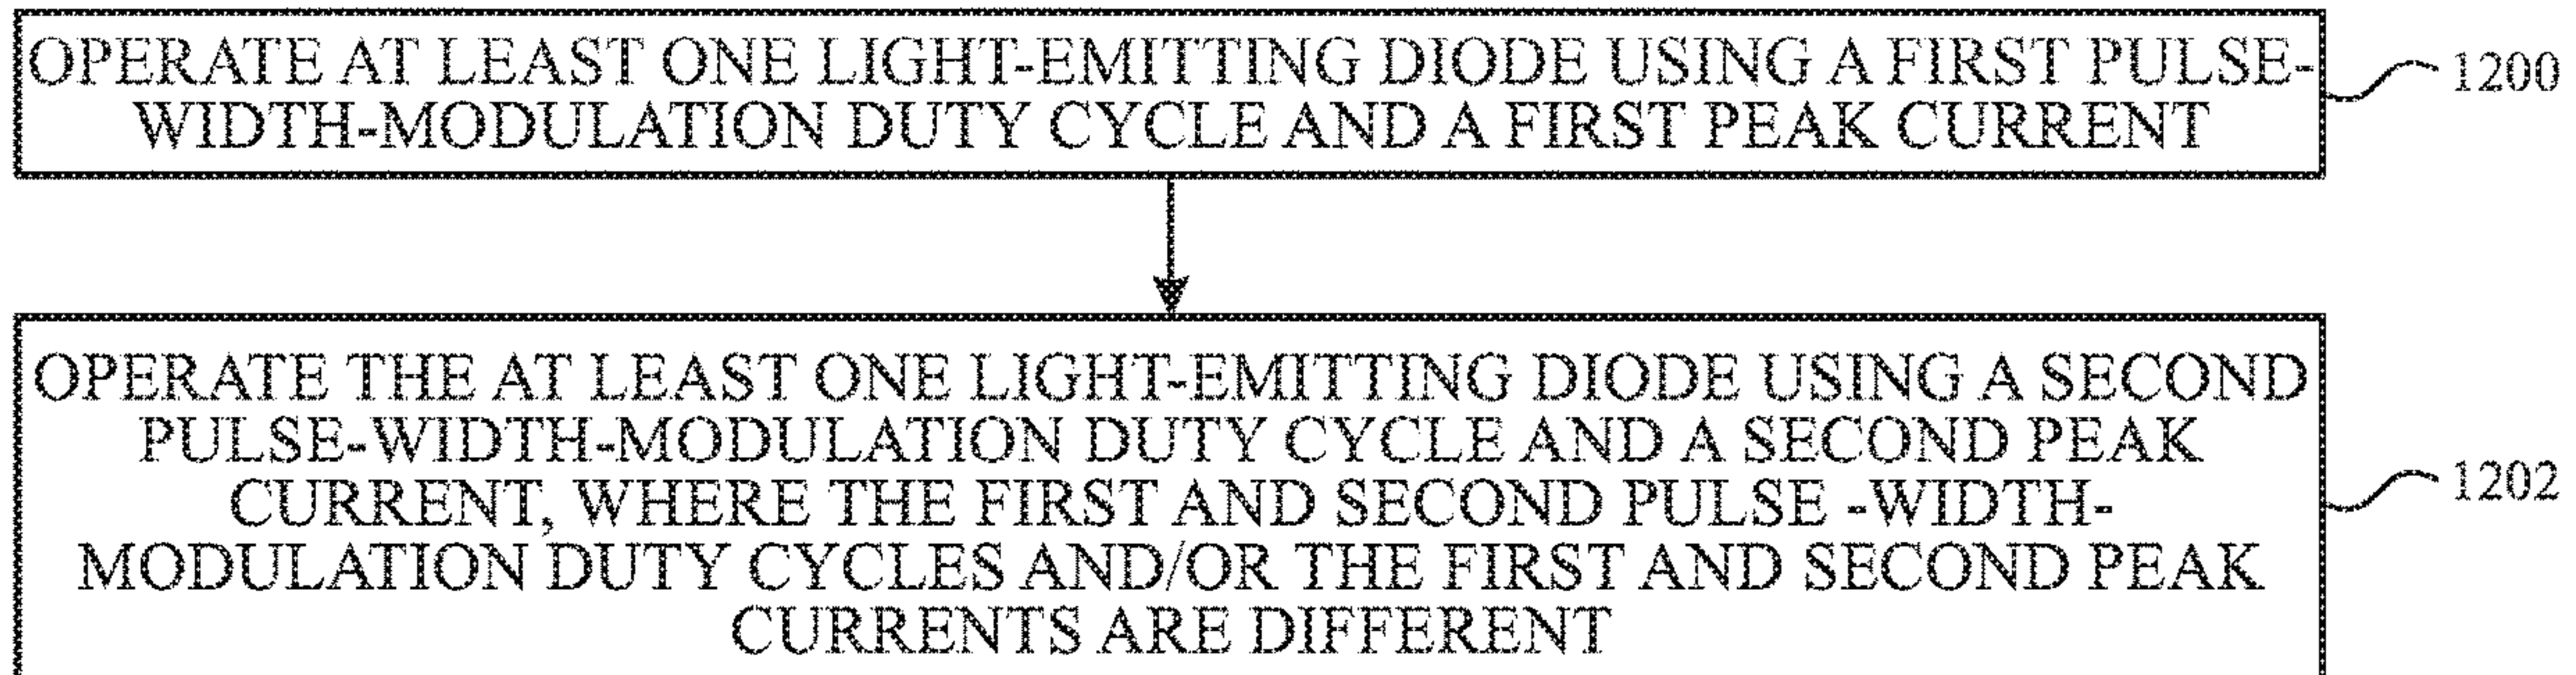 OPERATE AT LEAST ONE LIGHT-EMITTING DIODE USING A FIRST PULSE-
WIDTH-MODULATION DUTY CYCLE AND A FIRST PEAK CURRENT
1200
OPERATE THE AT LEAST ONE LIGHT-EMITTING DIODE USING A SECOND
PULSE-WIDTH-MODULATION DUTY CYCLE AND A SECOND PEAK
CURRENT, WHERE THE FIRST AND SECOND PULSE -WIDTH-
MODULATION DUTY CYCLES AND/OR THE FIRST AND SECOND PEAK
CURRENTS ARE DIFFERENT
1202